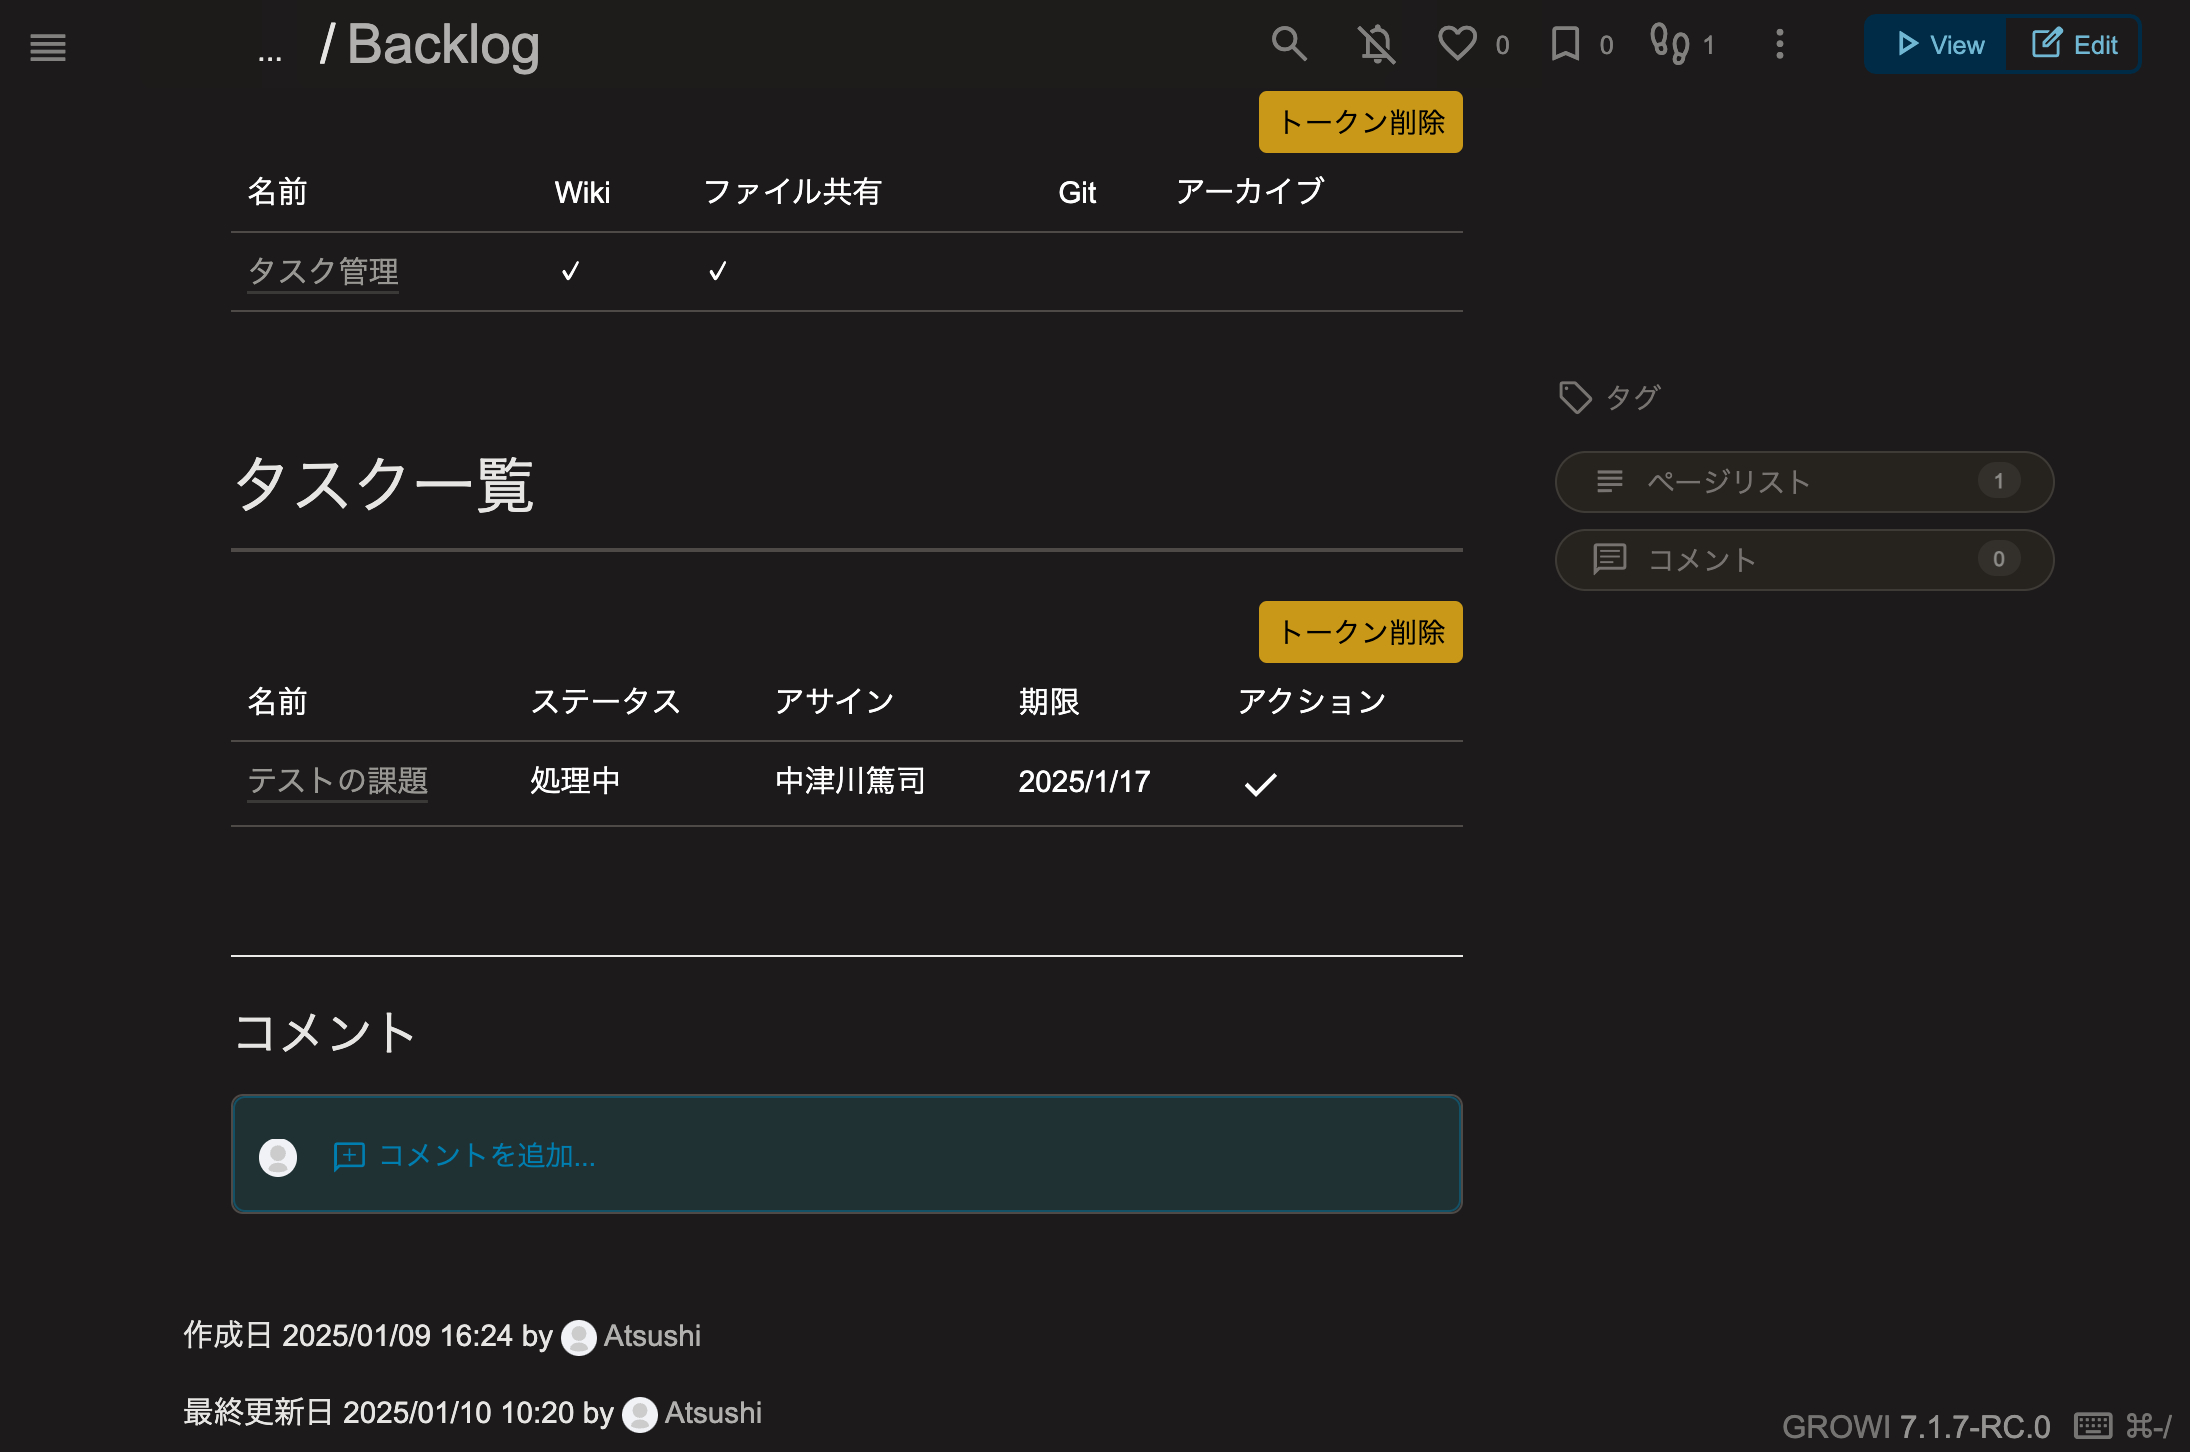 ... / Backlog 0 0 1 View Edit
トークン削除
名前 Wiki ファイル共有 Git アーカイブ
タスク管理 ✓ ✓
タグ
タスク一覧
ページリスト 1
コメント 0
トークン削除
名前 ステータス アサイン 期限 アクション
テストの課題 処理中 中津川篤司 2025/1/17
コメント
コメントを追加...
作成日 2025/01/09 16:24 by Atsushi
最終更新日 2025/01/10 10:20 by Atsushi
GROWI 7.1.7-RC.0 ⌘-/